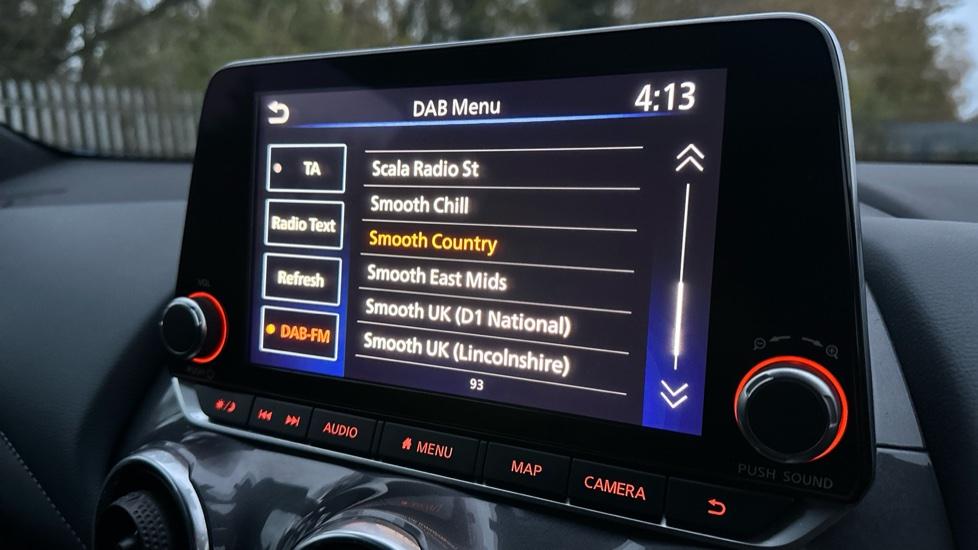 DAB Menu
4:13
TA
Radio Text
Refresh
DAB-FM
Scala Radio St
Smooth Chill
Smooth Country
Smooth East Mids
Smooth UK (D1 National)
Smooth UK (Lincolnshire)
93
VOL
AUDIO
MENU
MAP
CAMERA
PUSH SOUND